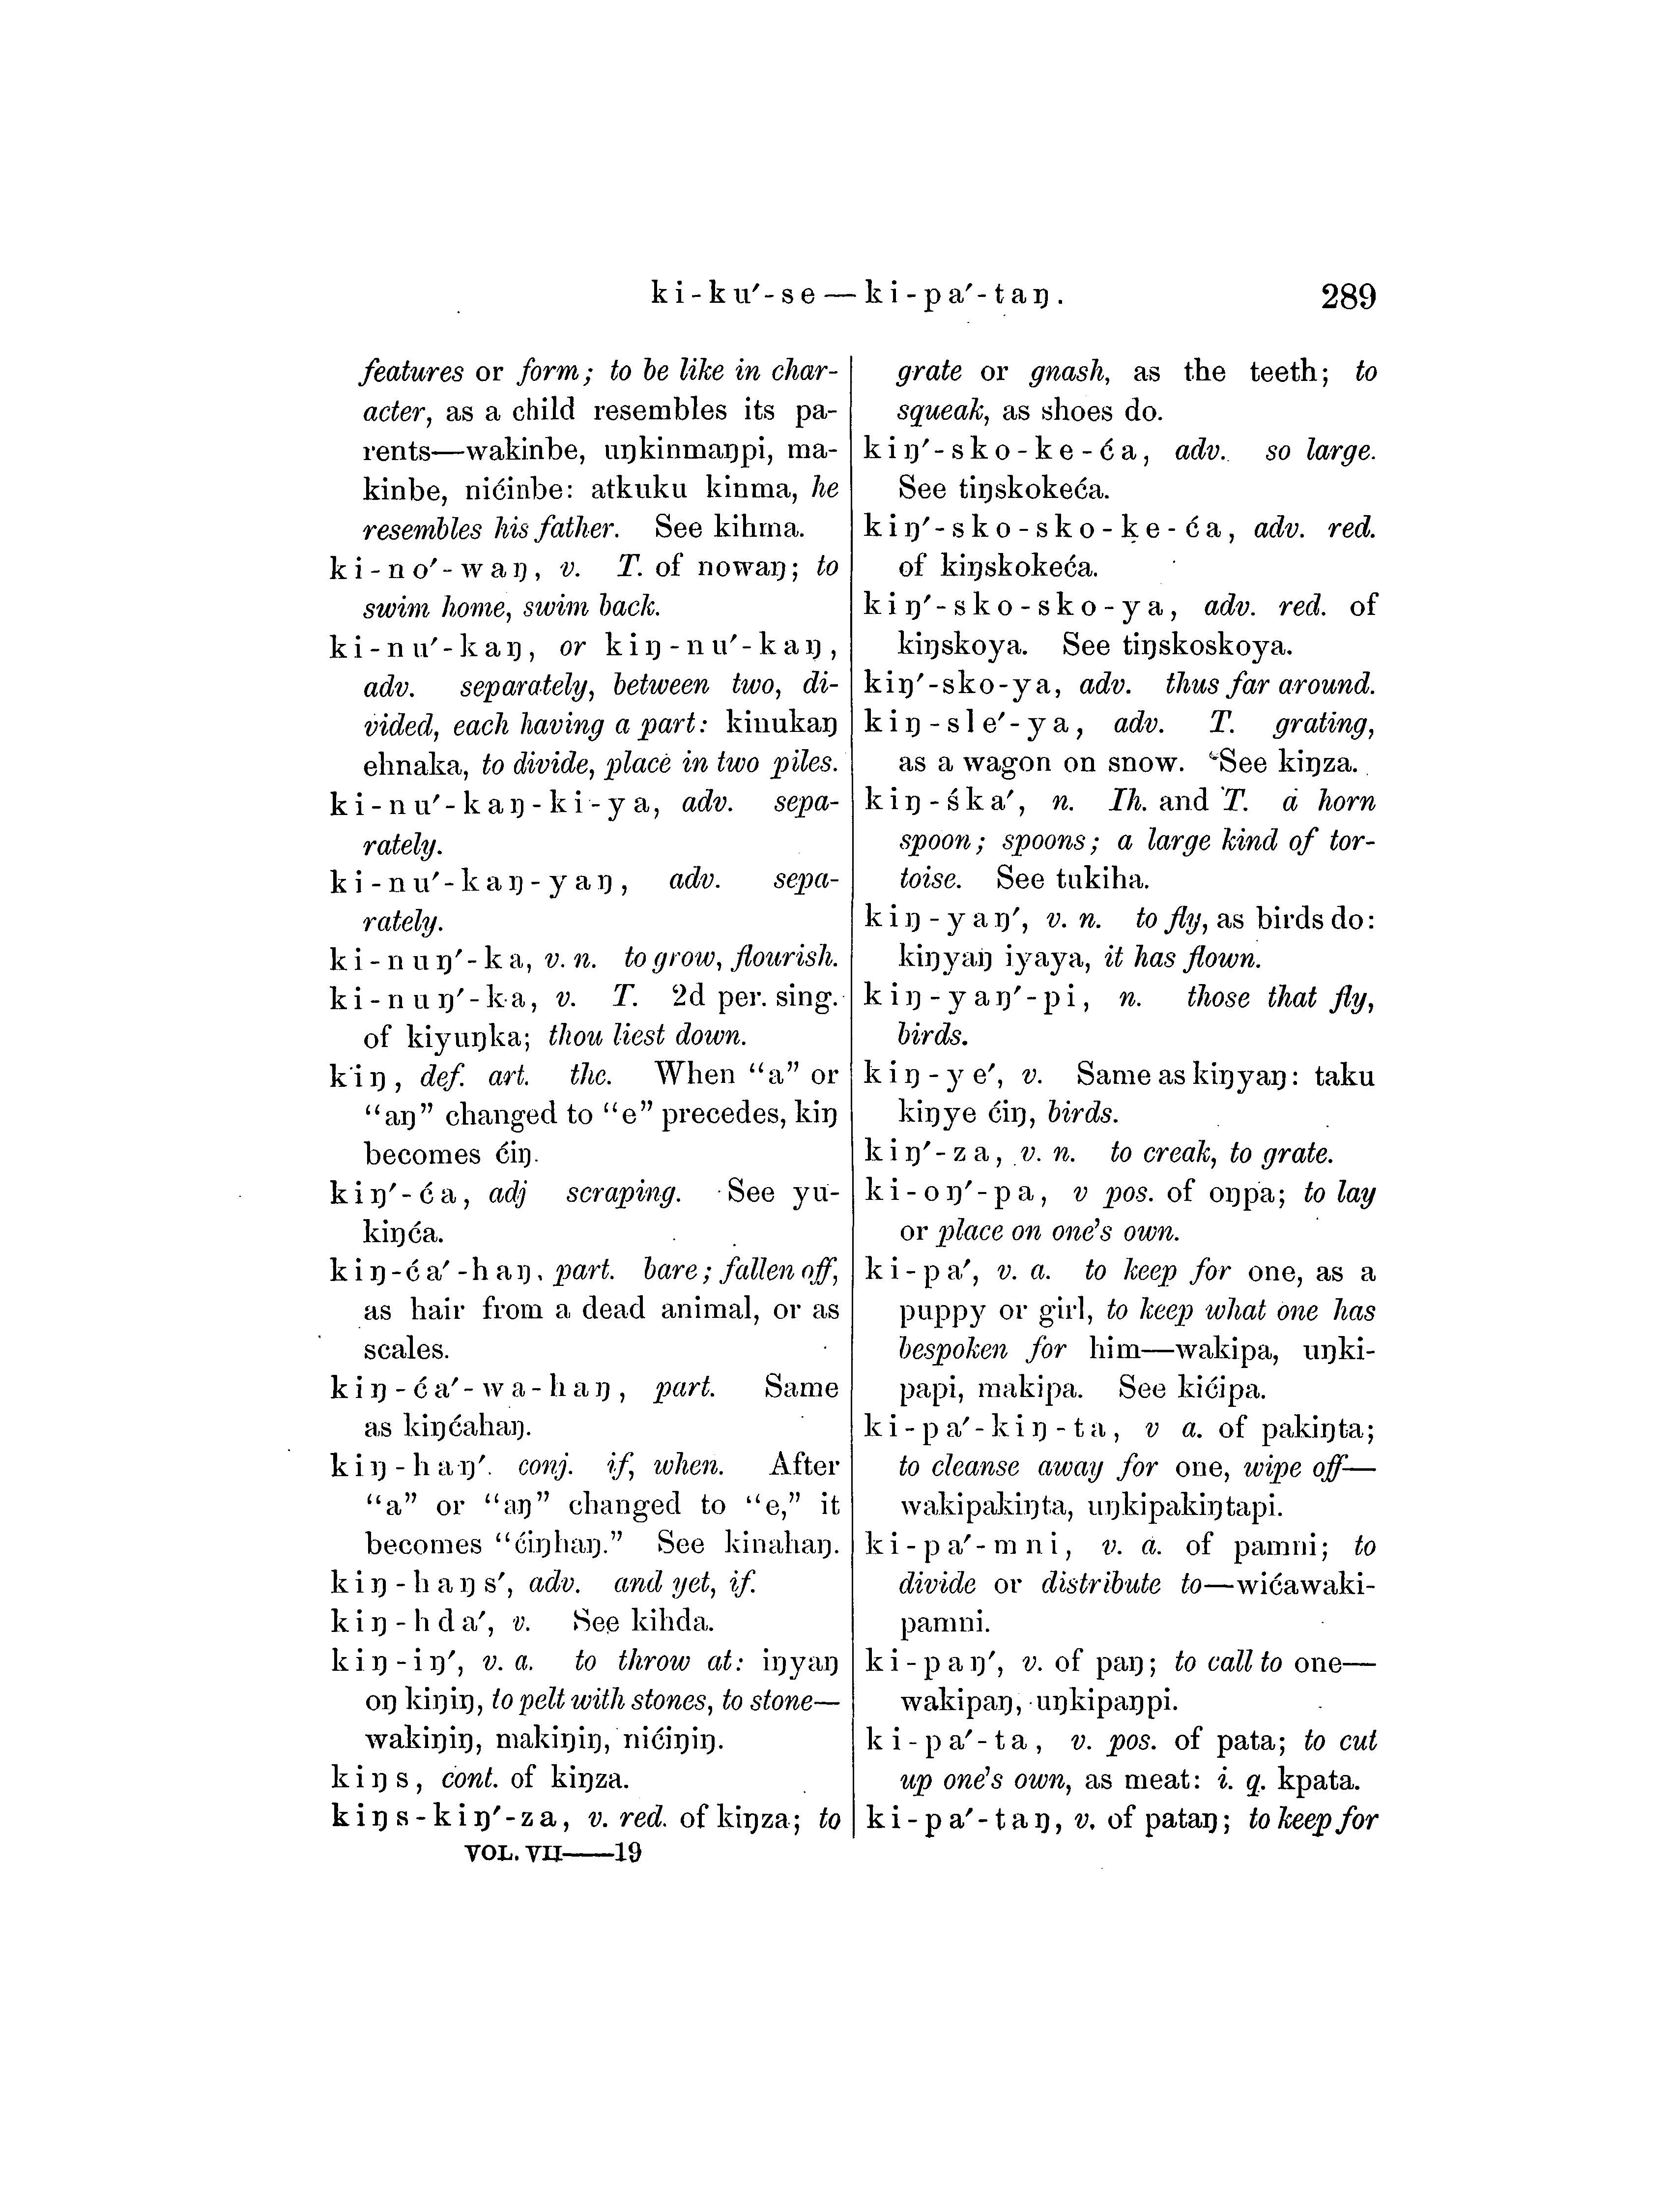 ki-ku′-se—ki-pa′-taŋ.
289
features or form; to be like in char-
acter, as a child resembles its pa-
rents—wakinbe, uŋkinmaŋpi, ma-
kinbe, nićinbe: atkuku kinma, he
resembles his father. See kihma.
ki-no′-waŋ, v. T. of nowaŋ; to
swim home, swim back.
ki-nu′-kaŋ, or kiŋ-nu′-kaŋ,
adv. separately, between two, di-
vided, each having a part: kinukaŋ
ehnaka, to divide, place in two piles.
ki-nu′-kaŋ-ki-ya, adv. sepa-
rately.
ki-nu′-kaŋ-yaŋ, adv. sepa-
rately.
ki-nuŋ′-ka, v. n. to grow, flourish.
ki-nuŋ′-ka, v. T. 2d per. sing.
of kiyuŋka; thou liest down.
kiŋ, def. art. the. When “a” or
“aŋ” changed to “e” precedes, kiŋ
becomes ćiŋ.
kiŋ′-ća, adj scraping. See yu-
kiŋća.
kiŋ-ća′-haŋ, part. bare; fallen off,
as hair from a dead animal, or as
scales.
kiŋ-ća′-wa-haŋ, part. Same
as kiŋćahaŋ.
kiŋ-haŋ′. conj. if, when. After
“a” or “aŋ” changed to “e,” it
becomes “ćiŋhaŋ.” See kinahaŋ.
kiŋ-haŋs′, adv. and yet, if.
kiŋ-hda′, v. See kihda.
kiŋ-iŋ′, v. a. to throw at: iŋyaŋ
oŋ kiŋiŋ, to pelt with stones, to stone—
wakiŋiŋ, makiŋiŋ, nićiŋiŋ.
kiŋs, cont. of kiŋza.
kiŋs-kiŋ′-za, v. red. of kiŋza; to
VOL. VII——19
grate or gnash, as the teeth; to
squeak, as shoes do.
kiŋ′-sko-ke-ća, adv. so large.
See tiŋskokeća.
kiŋ′-sko-sko-ke-ća, adv. red.
of kiŋskokeća.
kiŋ′-sko-sko-ya, adv. red. of
kiŋskoya. See tiŋskoskoya.
kiŋ′-sko-ya, adv. thus far around.
kiŋ-sle′-ya, adv. T. grating,
as a wagon on snow. See kiŋza.
kiŋ-śka′, n. Ih. and T. a horn
spoon; spoons; a large kind of tor-
toise. See tukiha.
kiŋ-yaŋ′, v. n. to fly, as birds do:
kiŋyaŋ iyaya, it has flown.
kiŋ-yaŋ′-pi, n. those that fly,
birds.
kiŋ-ye′, v. Same as kiŋyaŋ: taku
kiŋye ćiŋ, birds.
kiŋ′-za, v. n. to creak, to grate.
ki-oŋ′-pa, v pos. of oŋpa; to lay
or place on one's own.
ki-pa′, v. a. to keep for one, as a
puppy or girl, to keep what one has
bespoken for him—wakipa, uŋki-
papi, makipa. See kićipa.
ki-pa′-kiŋ-ta, v a. of pakiŋta;
to cleanse away for one, wipe off—
wakipakiŋta, uŋkipakiŋtapi.
ki-pa′-mni, v. a. of pamni; to
divide or distribute to—wićawaki-
pamni.
ki-paŋ′, v. of paŋ; to call to one—
wakipaŋ, uŋkipaŋpi.
ki-pa′-ta, v. pos. of pata; to cut
up one's own, as meat: i. q. kpata.
ki-pa′-taŋ, v. of pataŋ; to keep for